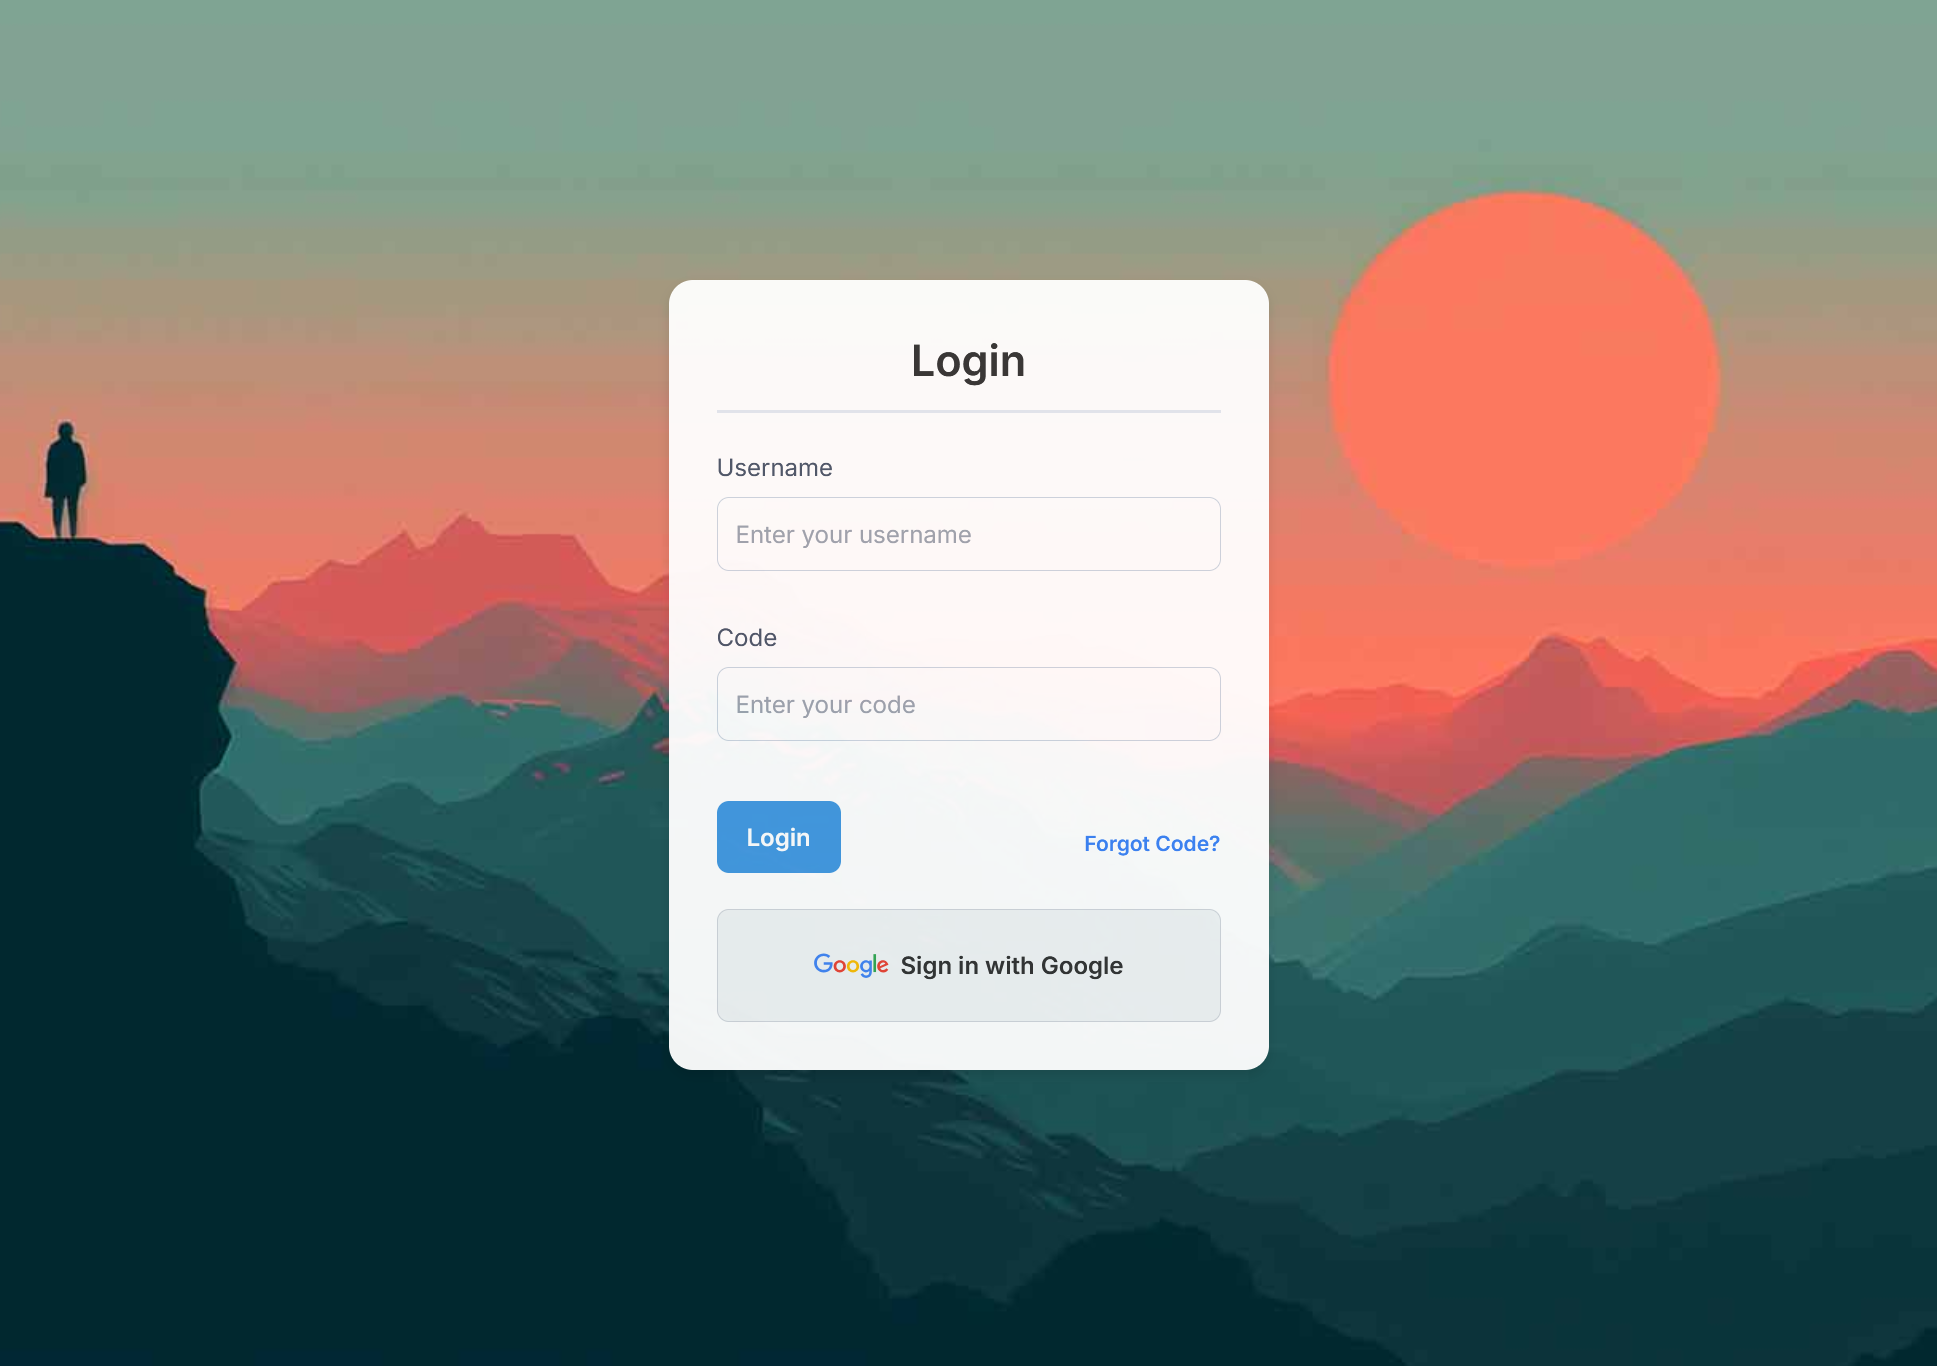 Login
Username
Enter your username
Code
Enter your code
Login
Forgot Code?
Google Sign in with Google